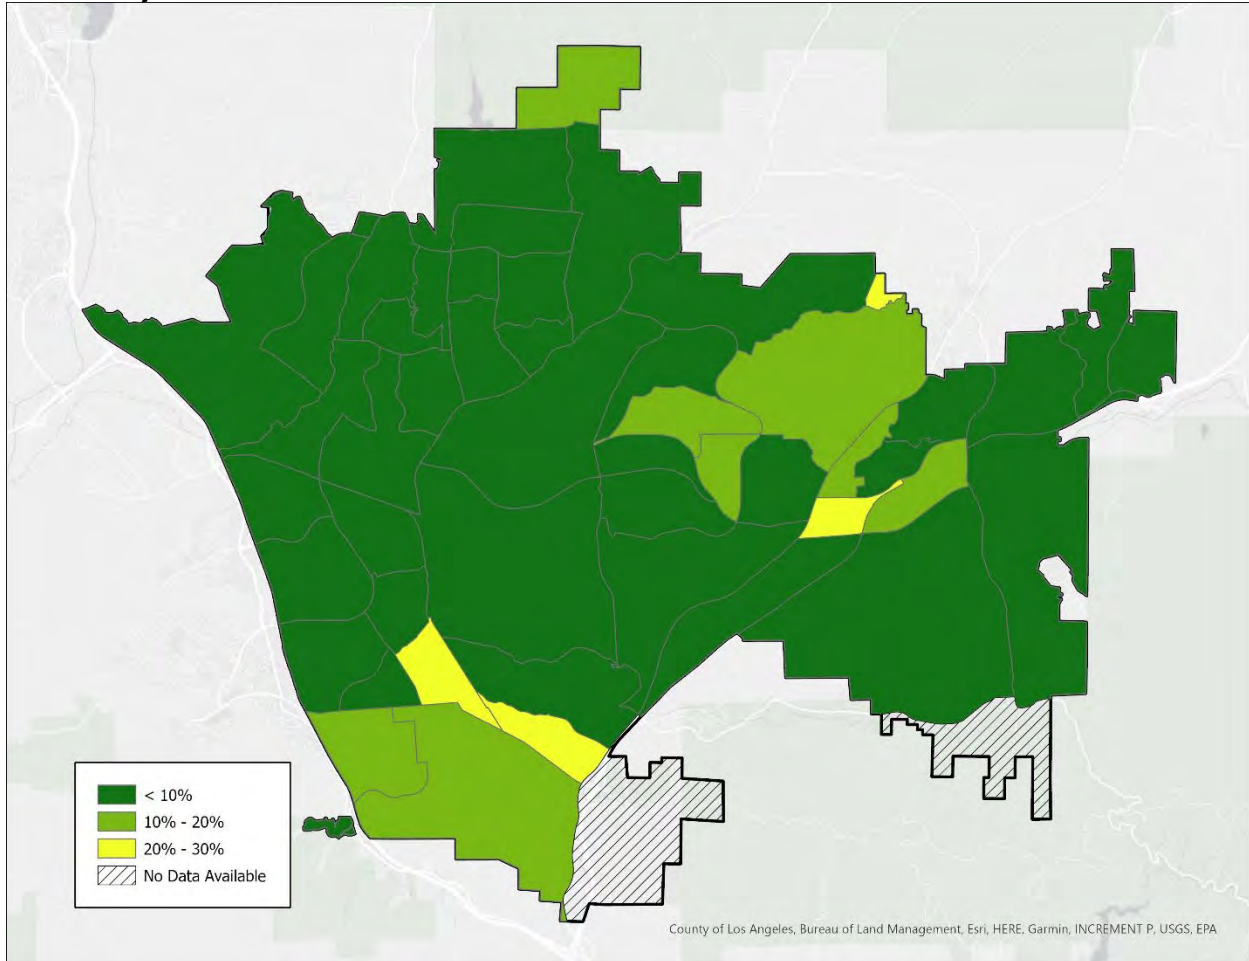 < 10%
10% - 20%
20% - 30%
No Data Available
County of Los Angeles, Bureau of Land Management, Esri, HERE, Garmin, INCREMENT P, USGS, EPA